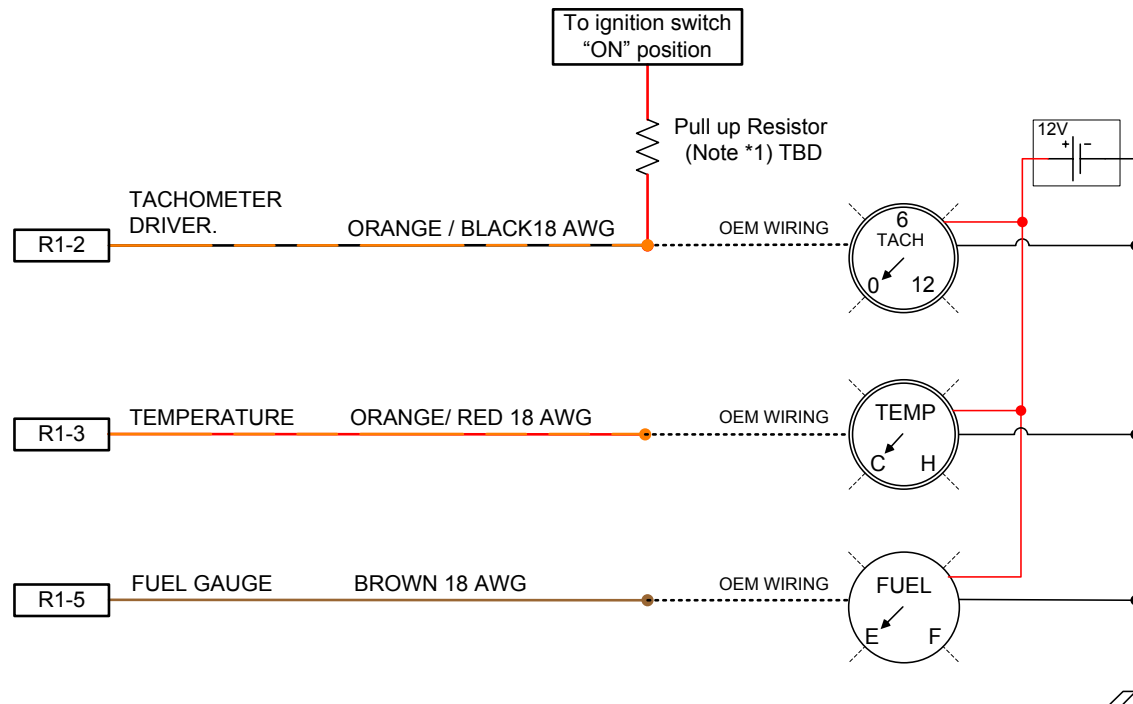 To ignition switch
“ON” position
Pull up Resistor
(Note *1) TBD
12V
+ -
TACHOMETER
DRIVER.
R1-2
ORANGE / BLACK18 AWG
OEM WIRING
6
TACH
0 12
R1-3
TEMPERATURE
ORANGE/ RED 18 AWG
OEM WIRING
TEMP
C H
R1-5
FUEL GAUGE
BROWN 18 AWG
OEM WIRING
FUEL
E F